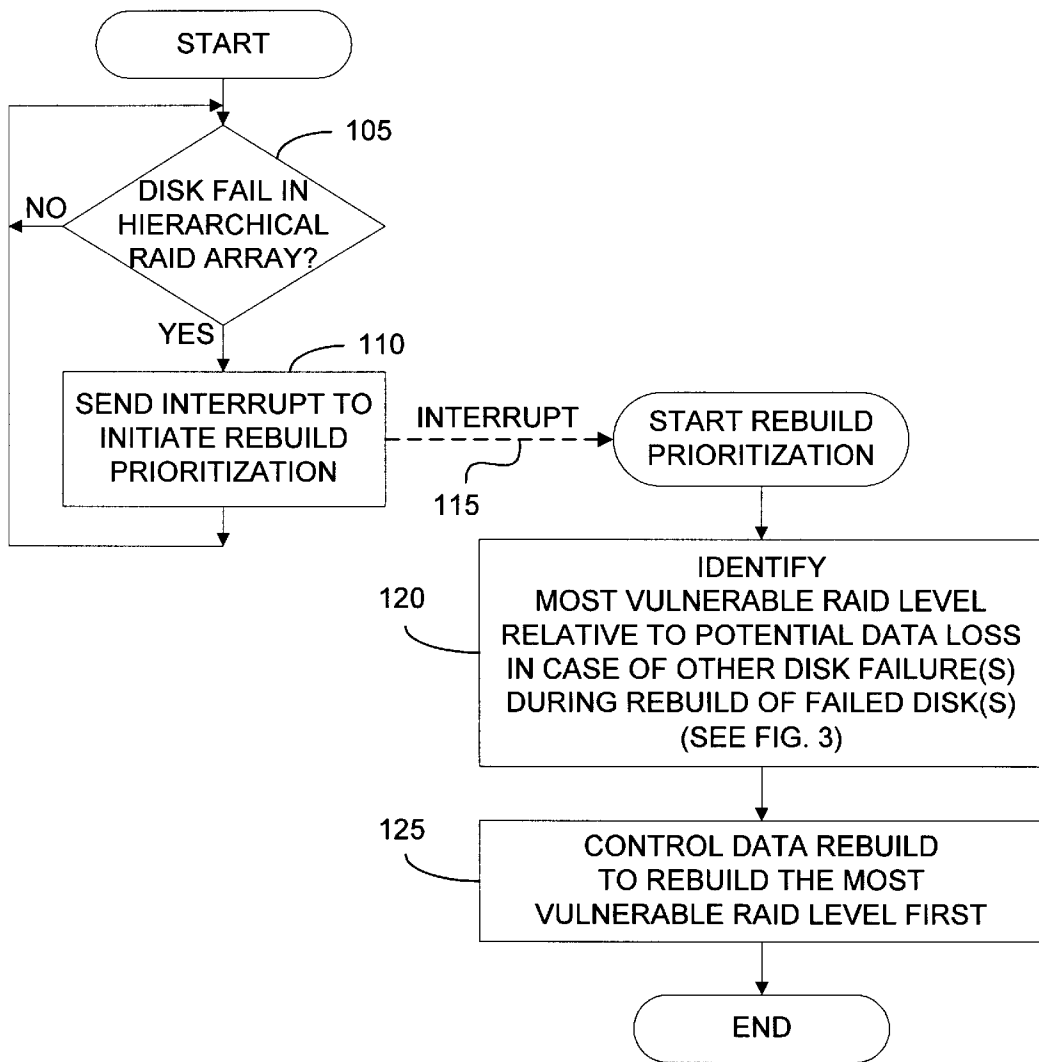 START
105
DISK FAIL IN
HIERARCHICAL
RAID ARRAY?
NO
YES
110
SEND INTERRUPT TO
INITIATE REBUILD
PRIORITIZATION
INTERRUPT
115
START REBUILD
PRIORITIZATION
120
IDENTIFY
MOST VULNERABLE RAID LEVEL
RELATIVE TO POTENTIAL DATA LOSS
IN CASE OF OTHER DISK FAILURE(S)
DURING REBUILD OF FAILED DISK(S)
(SEE FIG. 3)
125
CONTROL DATA REBUILD
TO REBUILD THE MOST
VULNERABLE RAID LEVEL FIRST
END